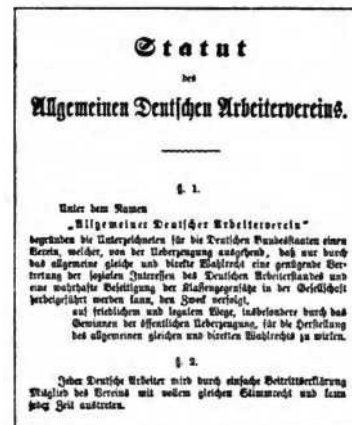 Statut
des
Allgemeinen Deutschen Arbeitervereins.
§. 1.
Unter dem Namen
„Allgemeiner Deutscher Arbeiterverein“
begründen die Unterzeichneten für die Deutschen Bundesstaaten einen
Verein, welcher, von der Ueberzeugung ausgehend, daß nur durch
das allgemeine gleiche und direkte Wahlrecht eine genügende Ver-
tretung der sozialen Interessen des Deutschen Arbeiterstandes und
eine wahrhafte Beseitigung der Klassengegensätze in der Gesellschaft
herbeigeführt werden kann, den Zweck verfolgt,
auf friedlichem und legalem Wege, insbesondere durch das
Gewinnen der öffentlichen Ueberzeugung, für die Herstellung
des allgemeinen gleichen und direkten Wahlrechts zu wirken.
§. 2.
Jeder Deutsche Arbeiter wird durch einfache Beitrittserklärung
Mitglied des Vereins mit vollem gleichen Stimmrecht und kann
jeder Zeit austreten.